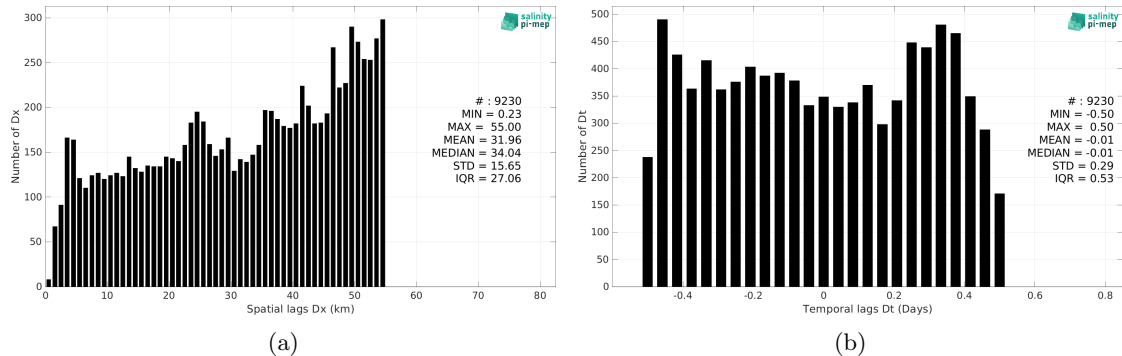 300
250
200
150
100
50
0
Number of Dx
0 10 20 30 40 50 60 70 80
Spatial lags Dx (km)
salinity
pi-mep
# : 9230
MIN = 0.23
MAX = 55.00
MEAN = 31.96
MEDIAN = 34.04
STD = 15.65
IQR = 27.06
(a)
500
450
400
350
300
250
200
150
100
50
0
Number of Dt
-0.4 -0.2 0 0.2 0.4 0.6 0.8
Temporal lags Dt (Days)
salinity
pi-mep
# : 9230
MIN = -0.50
MAX = 0.50
MEAN = -0.01
MEDIAN = -0.01
STD = 0.29
IQR = 0.53
(b)